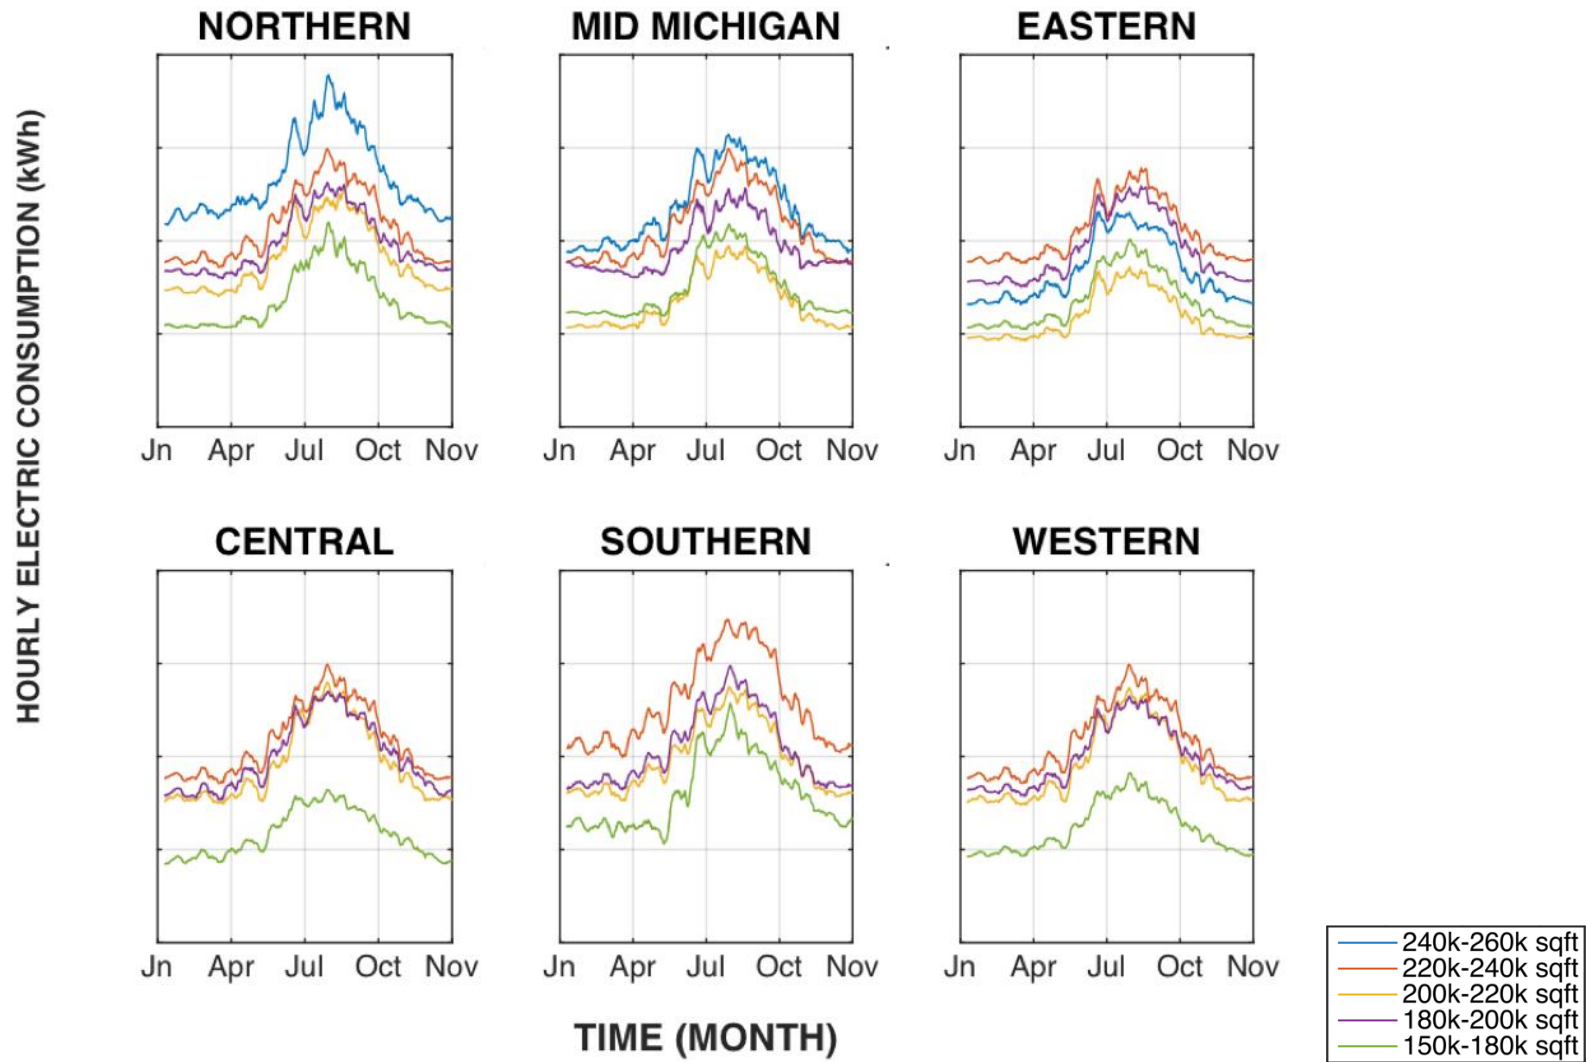 NORTHERN
MID MICHIGAN
EASTERN
HOURLY ELECTRIC CONSUMPTION (kWh)
Jn Apr Jul Oct Nov
Jn Apr Jul Oct Nov
Jn Apr Jul Oct Nov
CENTRAL
SOUTHERN
WESTERN
Jn Apr Jul Oct Nov
Jn Apr Jul Oct Nov
Jn Apr Jul Oct Nov
TIME (MONTH)
240k-260k sqft
220k-240k sqft
200k-220k sqft
180k-200k sqft
150k-180k sqft